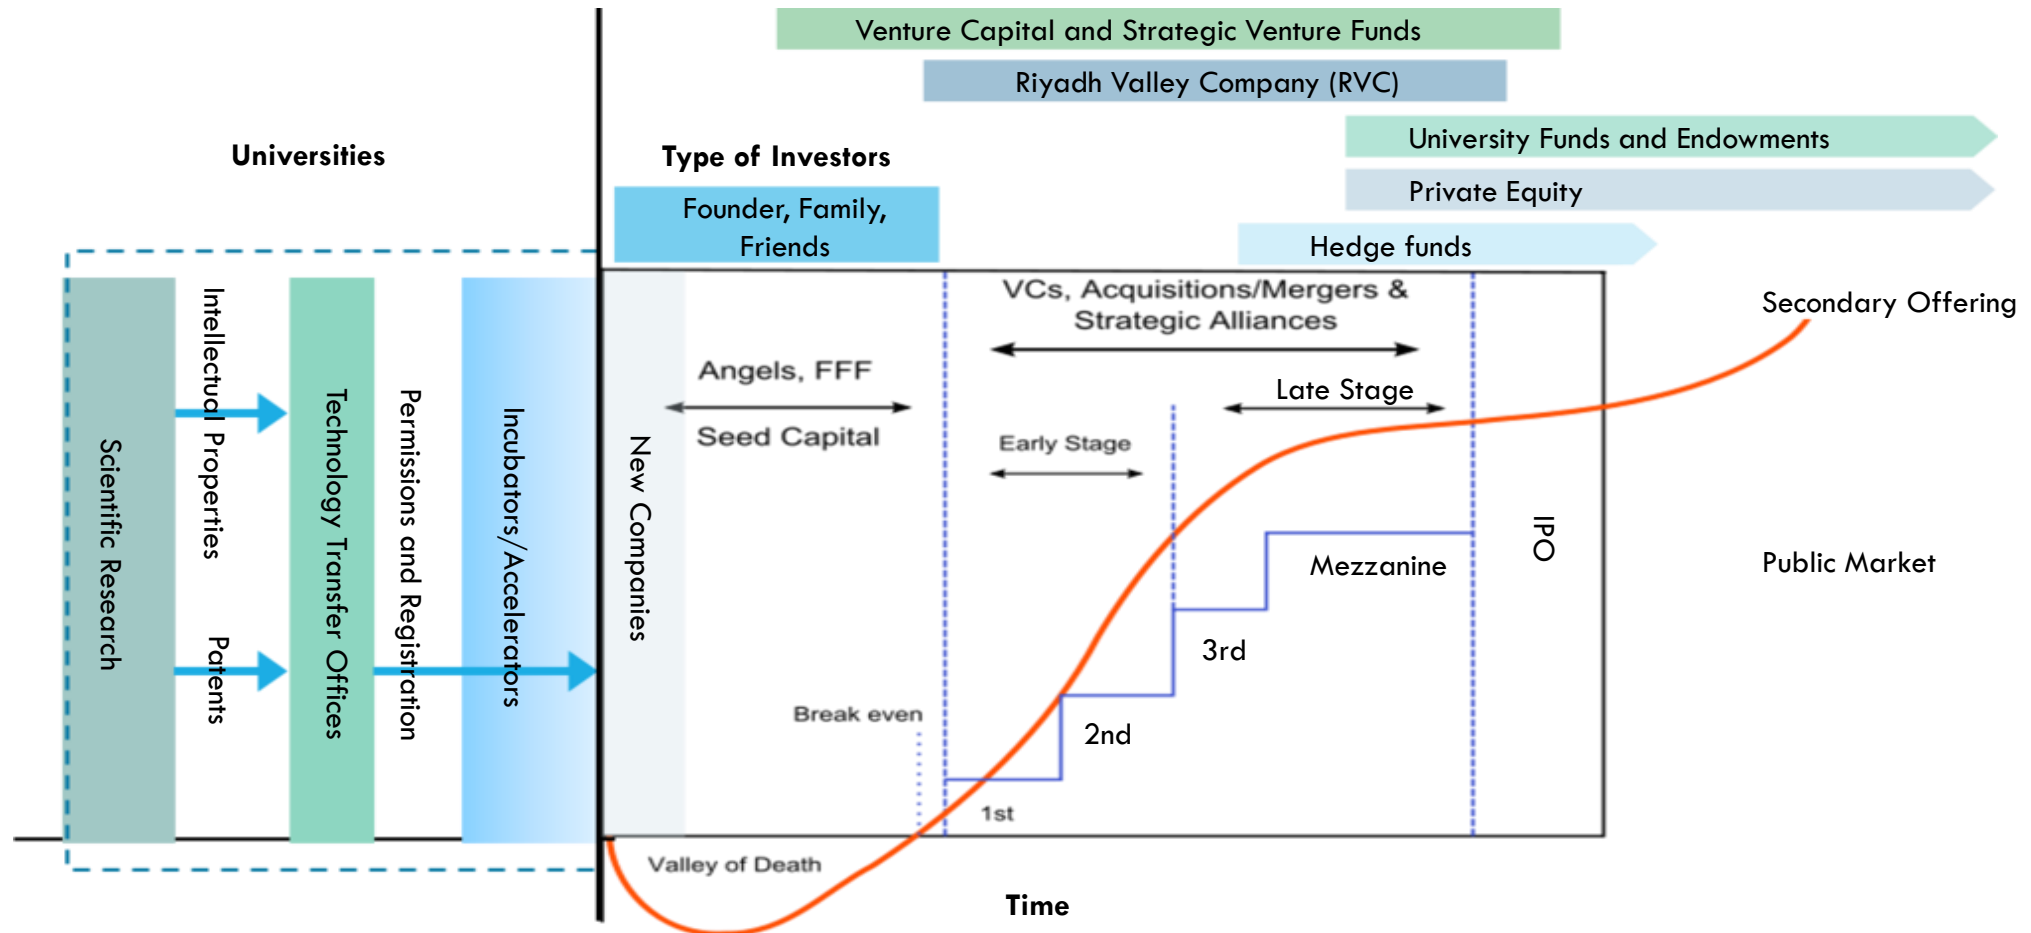 Venture Capital and Strategic Venture Funds
Riyadh Valley Company (RVC)
University Funds and Endowments
Private Equity
Hedge funds
Universities
Type of Investors
Founder, Family,
Friends
Scientific Research
Intellectual Properties
Patents
Technology Transfer Offices
Permissions and Registration
Incubators/Accelerators
New Companies
Angels, FFF
Seed Capital
VCs, Acquisitions/Mergers &
Strategic Alliances
Early Stage
Late Stage
Break even
1st
2nd
3rd
Mezzanine
IPO
Secondary Offering
Public Market
Valley of Death
Time